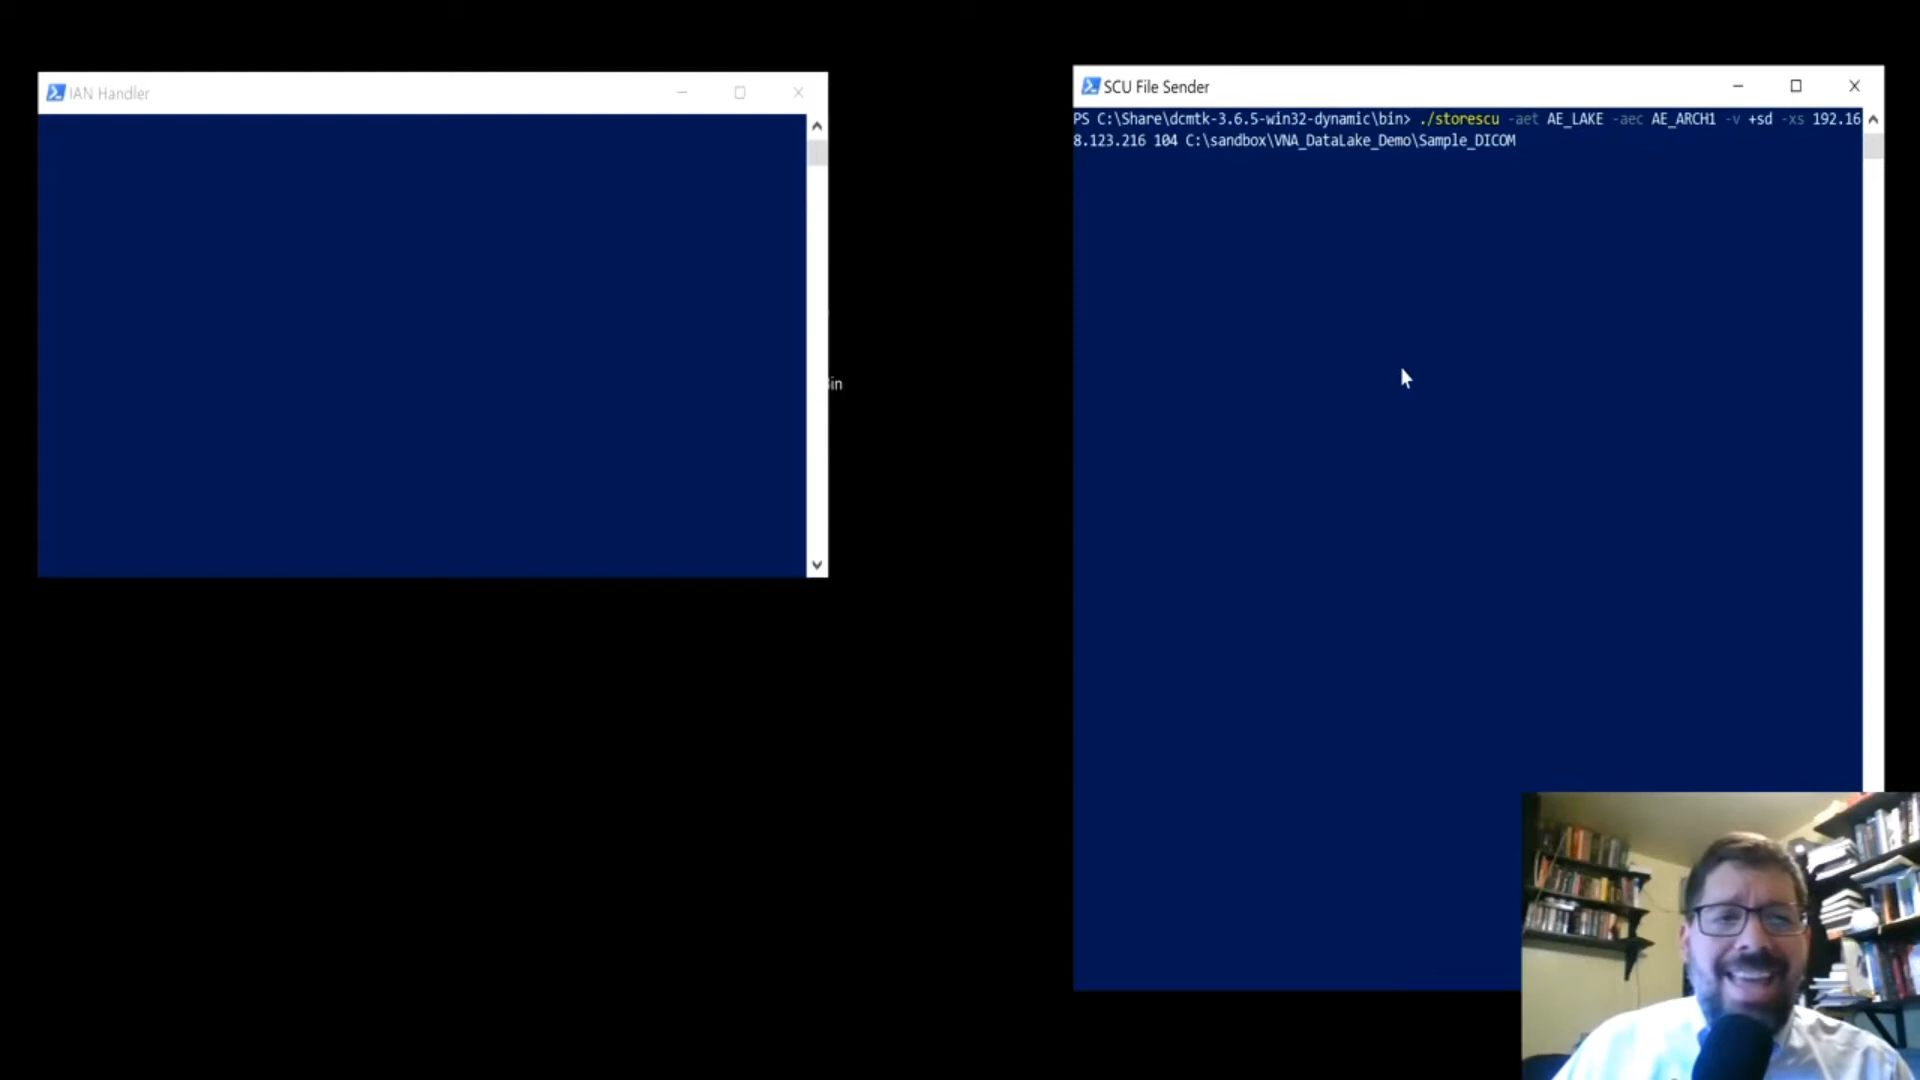 IAN Handler
SCU File Sender
PS C:\Share\dcmtk-3.6.5-win32-dynamic\bin> ./storescu -aet AE_LAKE -aec AE_ARCH1 -v +sd -xs 192.16
8.123.216 104 C:\sandbox\VNA_DataLake_Demo\Sample_DICOM